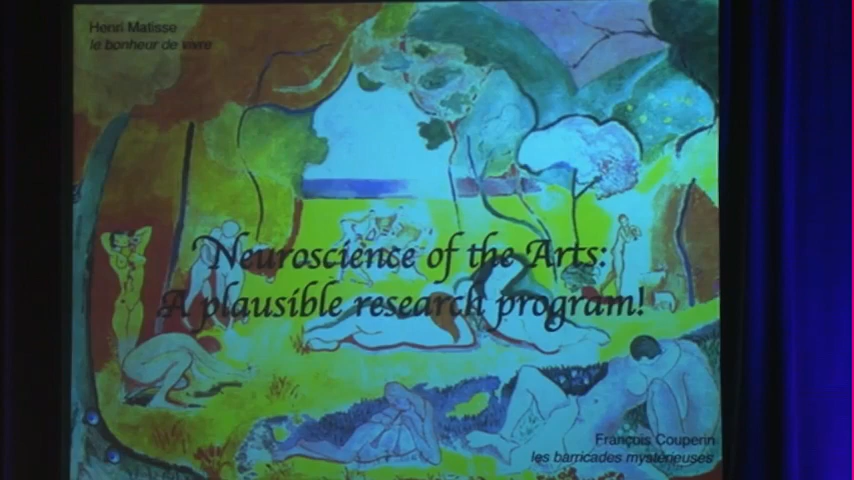 Henri Matisse
le bonheur de vivre
Neuroscience of the Arts:
A plausible research program!
François Couperin
les barricades mystérieuses